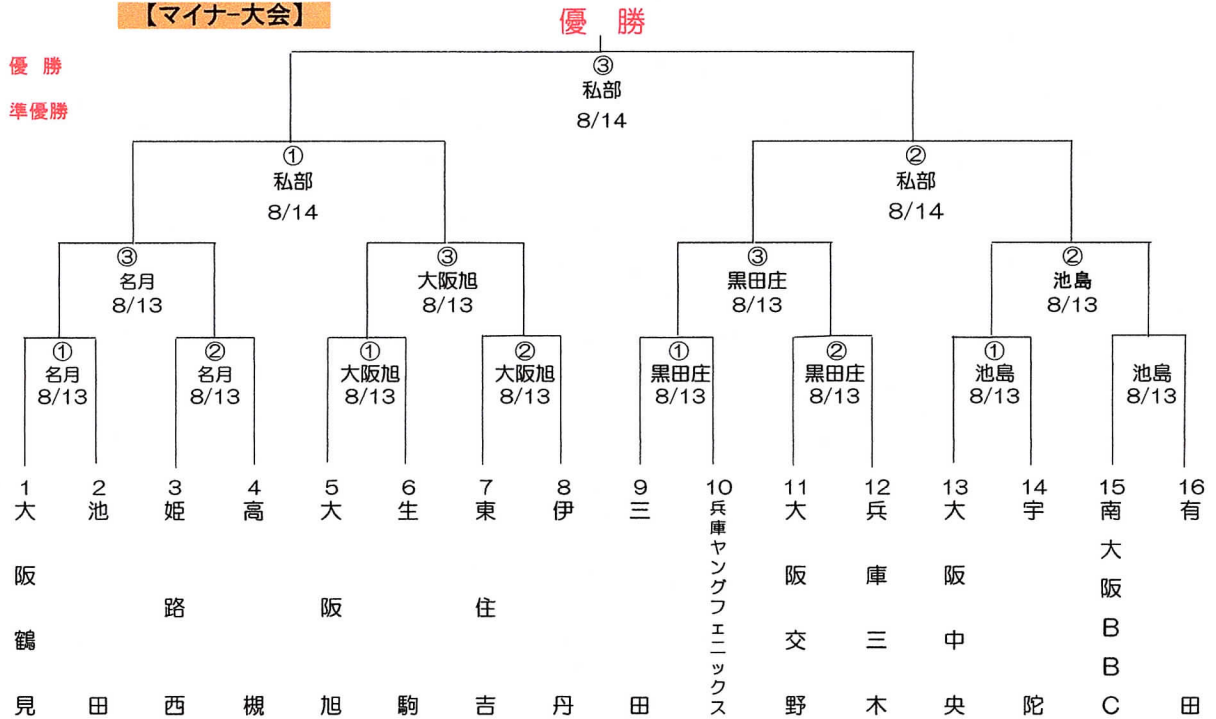 【マイナー大会】
優 勝
優 勝
準優勝
③
私部
8/14
①
私部
8/14
②
私部
8/14
③
名月
8/13
③
大阪旭
8/13
③
黒田庄
8/13
②
池島
8/13
①
名月
8/13
②
名月
8/13
①
大阪旭
8/13
②
大阪旭
8/13
①
黒田庄
8/13
②
黒田庄
8/13
①
池島
8/13
池島
8/13
1
大阪鶴見
2
池田
3
姫路西
4
高槻
5
大阪旭
6
生駒
7
東住吉
8
伊丹
9
三田
10
兵庫ヤングフェニックス
11
大阪交野
12
兵庫三木
13
大阪中央
14
宇陀
15
南大阪BBC
16
有田